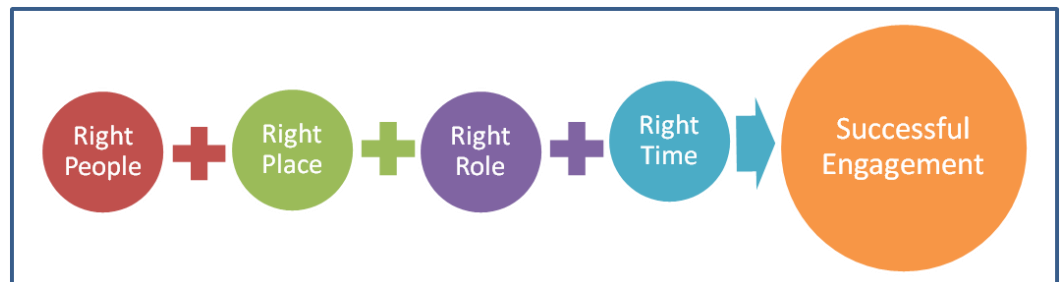 Right
People
Right
Place
Right
Role
Right
Time
Successful
Engagement